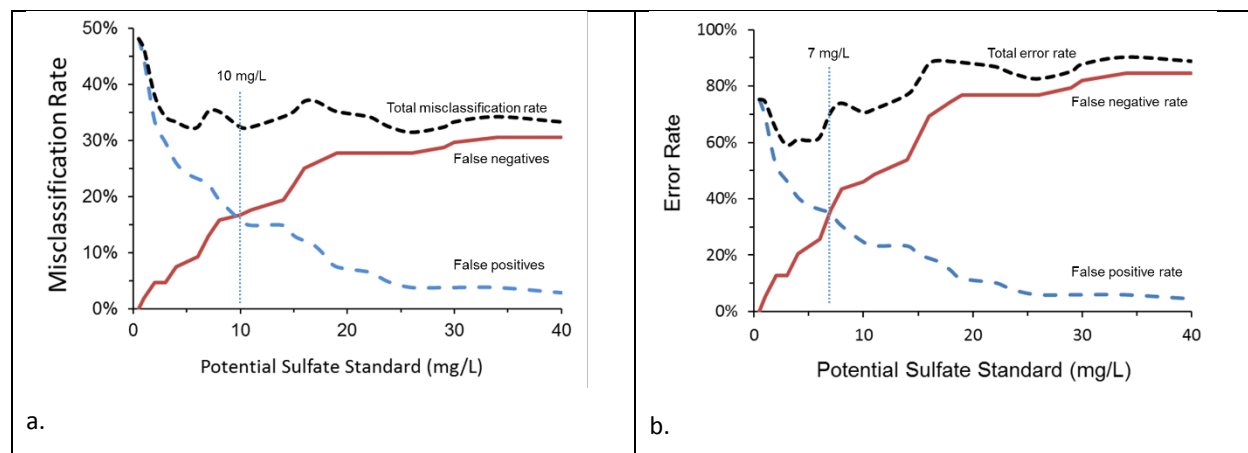 50%
40%
30%
20%
10%
0%
Misclassification Rate
10 mg/L
Total misclassification rate
False negatives
False positives
0 10 20 30 40
Potential Sulfate Standard (mg/L)
a.
100%
80%
60%
40%
20%
0%
Error Rate
7 mg/L
Total error rate
False negative rate
False positive rate
0 10 20 30 40
Potential Sulfate Standard (mg/L)
b.